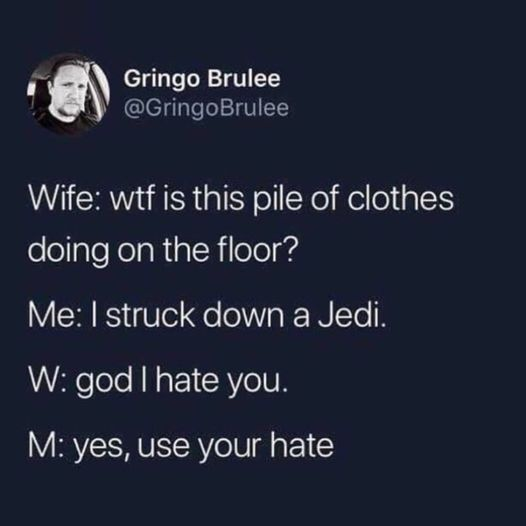 Gringo Brulee
@GringoBrulee
Wife: wtf is this pile of clothes
doing on the floor?
Me: I struck down a Jedi.
W: god I hate you.
M: yes, use your hate